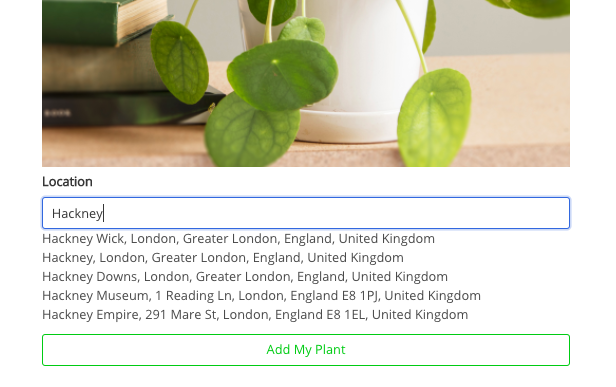 Location
Hackney
Hackney Wick, London, Greater London, England, United Kingdom
Hackney, London, Greater London, England, United Kingdom
Hackney Downs, London, Greater London, England, United Kingdom
Hackney Museum, 1 Reading Ln, London, England E8 1PJ, United Kingdom
Hackney Empire, 291 Mare St, London, England E8 1EL, United Kingdom
Add My Plant